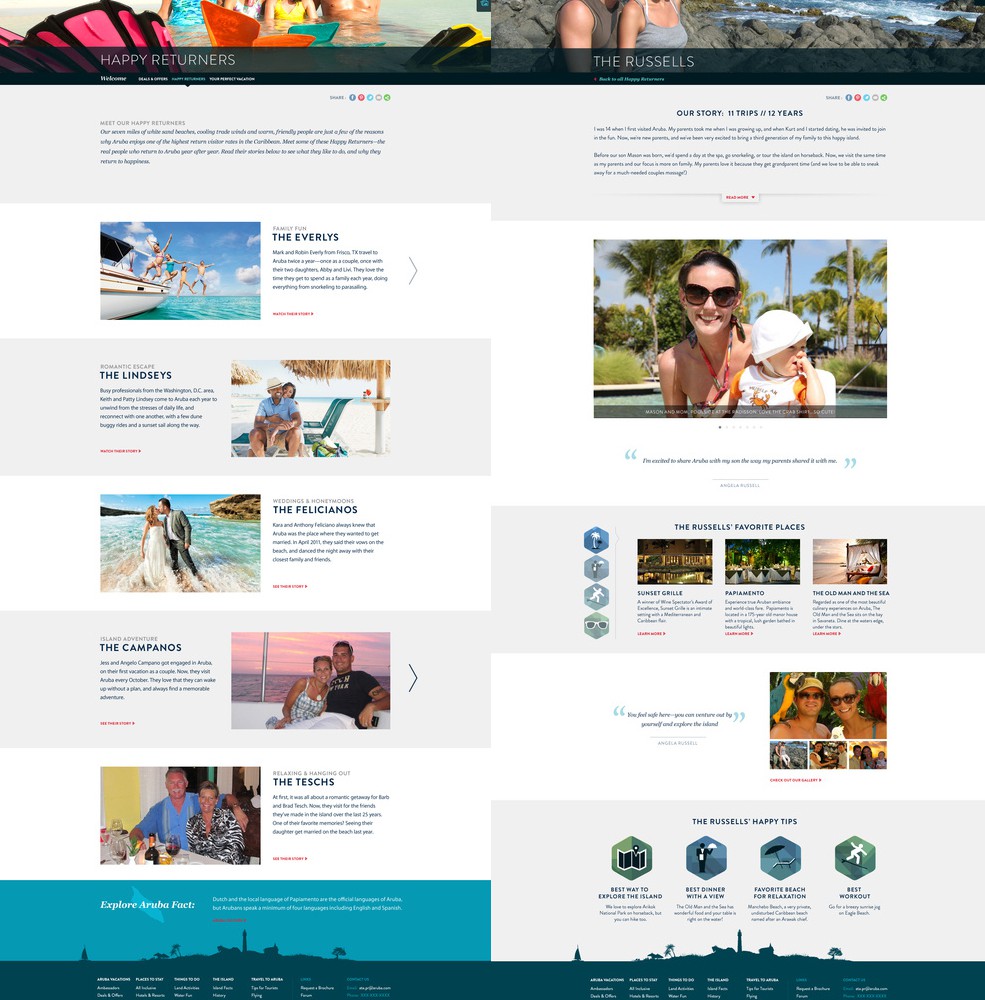 HAPPY RETURNERS
Welcome
DEALS & OFFERS
HAPPY RETURNERS
YOUR PERFECT VACATION
SHARE :
MEET OUR HAPPY RETURNERS
Our seven miles of white sand beaches, cooling trade winds and warm, friendly people are just a few of the reasons
why Aruba enjoys one of the highest return visitor rates in the Caribbean. Meet some of these Happy Returners—the
real people who return to Aruba year after year. Read their stories below to see what they like to do, and why they
return to happiness.
FAMILY FUN
THE EVERLYS
Mark and Robin Everly from Frisco, TX travel to
Aruba twice a year—once as a couple, once with
their two daughters, Abby and Livi. They love the
time they get to spend as a family each year, doing
everything from snorkeling to parasailing.
WATCH THEIR STORY
ROMANTIC ESCAPE
THE LINDSEYS
Busy professionals from the Washington, D.C. area,
Keith and Patty Lindsey come to Aruba each year to
unwind from the stresses of daily life, and
reconnect with one another, with a few dune
buggy rides and a sunset sail along the way.
WATCH THEIR STORY
WEDDINGS & HONEYMOONS
THE FELICIANOS
Kara and Anthony Feliciano always knew that
Aruba was the place where they wanted to get
married. In April 2011, they said their vows on the
beach, and danced the night away with their
closest family and friends.
SEE THEIR STORY
ISLAND ADVENTURE
THE CAMPANOS
Jess and Angelo Campano got engaged in Aruba,
on their first vacation as a couple. Now, they visit
Aruba every October. They love that they can wake
up without a plan, and always find a memorable
adventure.
SEE THEIR STORY
RELAXING & HANGING OUT
THE TESCHS
At first, it was all about a romantic getaway for Barb
and Brad Tesch. Now, they visit for the friends
they've made in the island over the last 25 years.
One of their favorite memories? Seeing their
daughter get married on the beach last year.
SEE THEIR STORY
Explore Aruba Fact:
Dutch and the local language of Papiamento are the official languages of Aruba,
but Arubans speak a minimum of four languages including English and Spanish.
ARUBA VACATIONS
PLACES TO STAY
THINGS TO DO
THE ISLAND
TRAVEL TO ARUBA
LINKS
CONTACT US
Ambassadors
All Inclusive
Land Activities
Island Facts
Tips for Tourists
Request a Brochure
Email: ata.pr@aruba.com
Deals & Offers
Hotels & Resorts
Water Fun
History
Flying
Forum
Phone: XXX-XXX-XXXX
THE RUSSELLS
Back to all Happy Returners
SHARE :
OUR STORY: 11 TRIPS // 12 YEARS
I was 14 when I first visited Aruba. My parents took me when I was growing up, and when Kurt and I started dating, he was invited to join
in the fun. Now, we're new parents, and we've been very excited to bring a third generation of my family to this happy island.
Before our son Mason was born, we'd spend a day at the spa, go snorkeling, or tour the island on horseback. Now, we visit the same time
as my parents and our focus is more on family. My parents love it because they get grandparent time (and we love to be able to sneak
away for a much-needed couples massage!)
READ MORE
MASON AND MOM, POOLSIDE AT THE RADISSON. LOVE THE CRAB SHIRT... SO CUTE.
“ I'm excited to share Aruba with my son the way my parents shared it with me. ”
ANGELA RUSSELL
THE RUSSELLS' FAVORITE PLACES
SUNSET GRILLE
A winner of Wine Spectator's Award of
Excellence, Sunset Grille is an intimate
setting with a Mediterranean and
Caribbean flair.
LEARN MORE
PAPIAMENTO
Experience true Aruban ambiance
and world-class fare. Papiamento is
located in a 175-year old manor house
with a tropical, lush garden bathed in
beautiful lights.
LEARN MORE
THE OLD MAN AND THE SEA
Regarded as one of the most beautiful
culinary experiences on Aruba, The
Old Man and the Sea sits on the bay
in Savaneta. Dine at the waters edge,
under the stars.
LEARN MORE
“ You feel safe here—you can venture out by ”
yourself and explore the island
ANGELA RUSSELL
CHECK OUT OUR GALLERY
THE RUSSELLS' HAPPY TIPS
BEST WAY TO
EXPLORE THE ISLAND
We love to explore Arikok
National Park on horseback, but
you can hike too.
BEST DINNER
WITH A VIEW
The Old Man and the Sea has
wonderful food and your table is
right on the water!
FAVORITE BEACH
FOR RELAXATION
Manchebo Beach, a very private,
undisturbed Caribbean beach
named after an Arawak chief.
BEST
WORKOUT
Go for a breezy sunrise jog
on Eagle Beach.
ARUBA VACATIONS
PLACES TO STAY
THINGS TO DO
THE ISLAND
TRAVEL TO ARUBA
LINKS
CONTACT US
Ambassadors
All Inclusive
Land Activities
Island Facts
Tips for Tourists
Request a Brochure
Email: ata.pr@aruba.com
Deals & Offers
Hotels & Resorts
Water Fun
History
Flying
Forum
Phone: XXX-XXX-XXXX